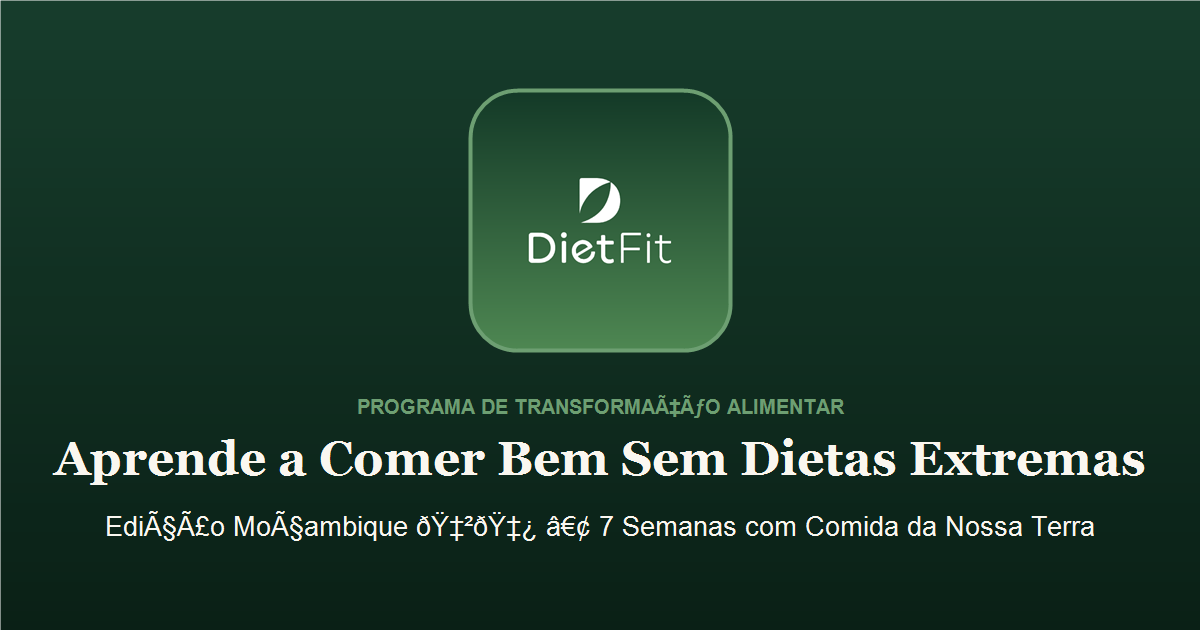 DietFit
PROGRAMA DE TRANSFORMAÃ‡ÃƒO ALIMENTAR
Aprende a Comer Bem Sem Dietas Extremas
EdiÃ§Ã£o MoÃ§ambique ðŸ‡²ðŸ‡¿ â€¢ 7 Semanas com Comida da Nossa Terra